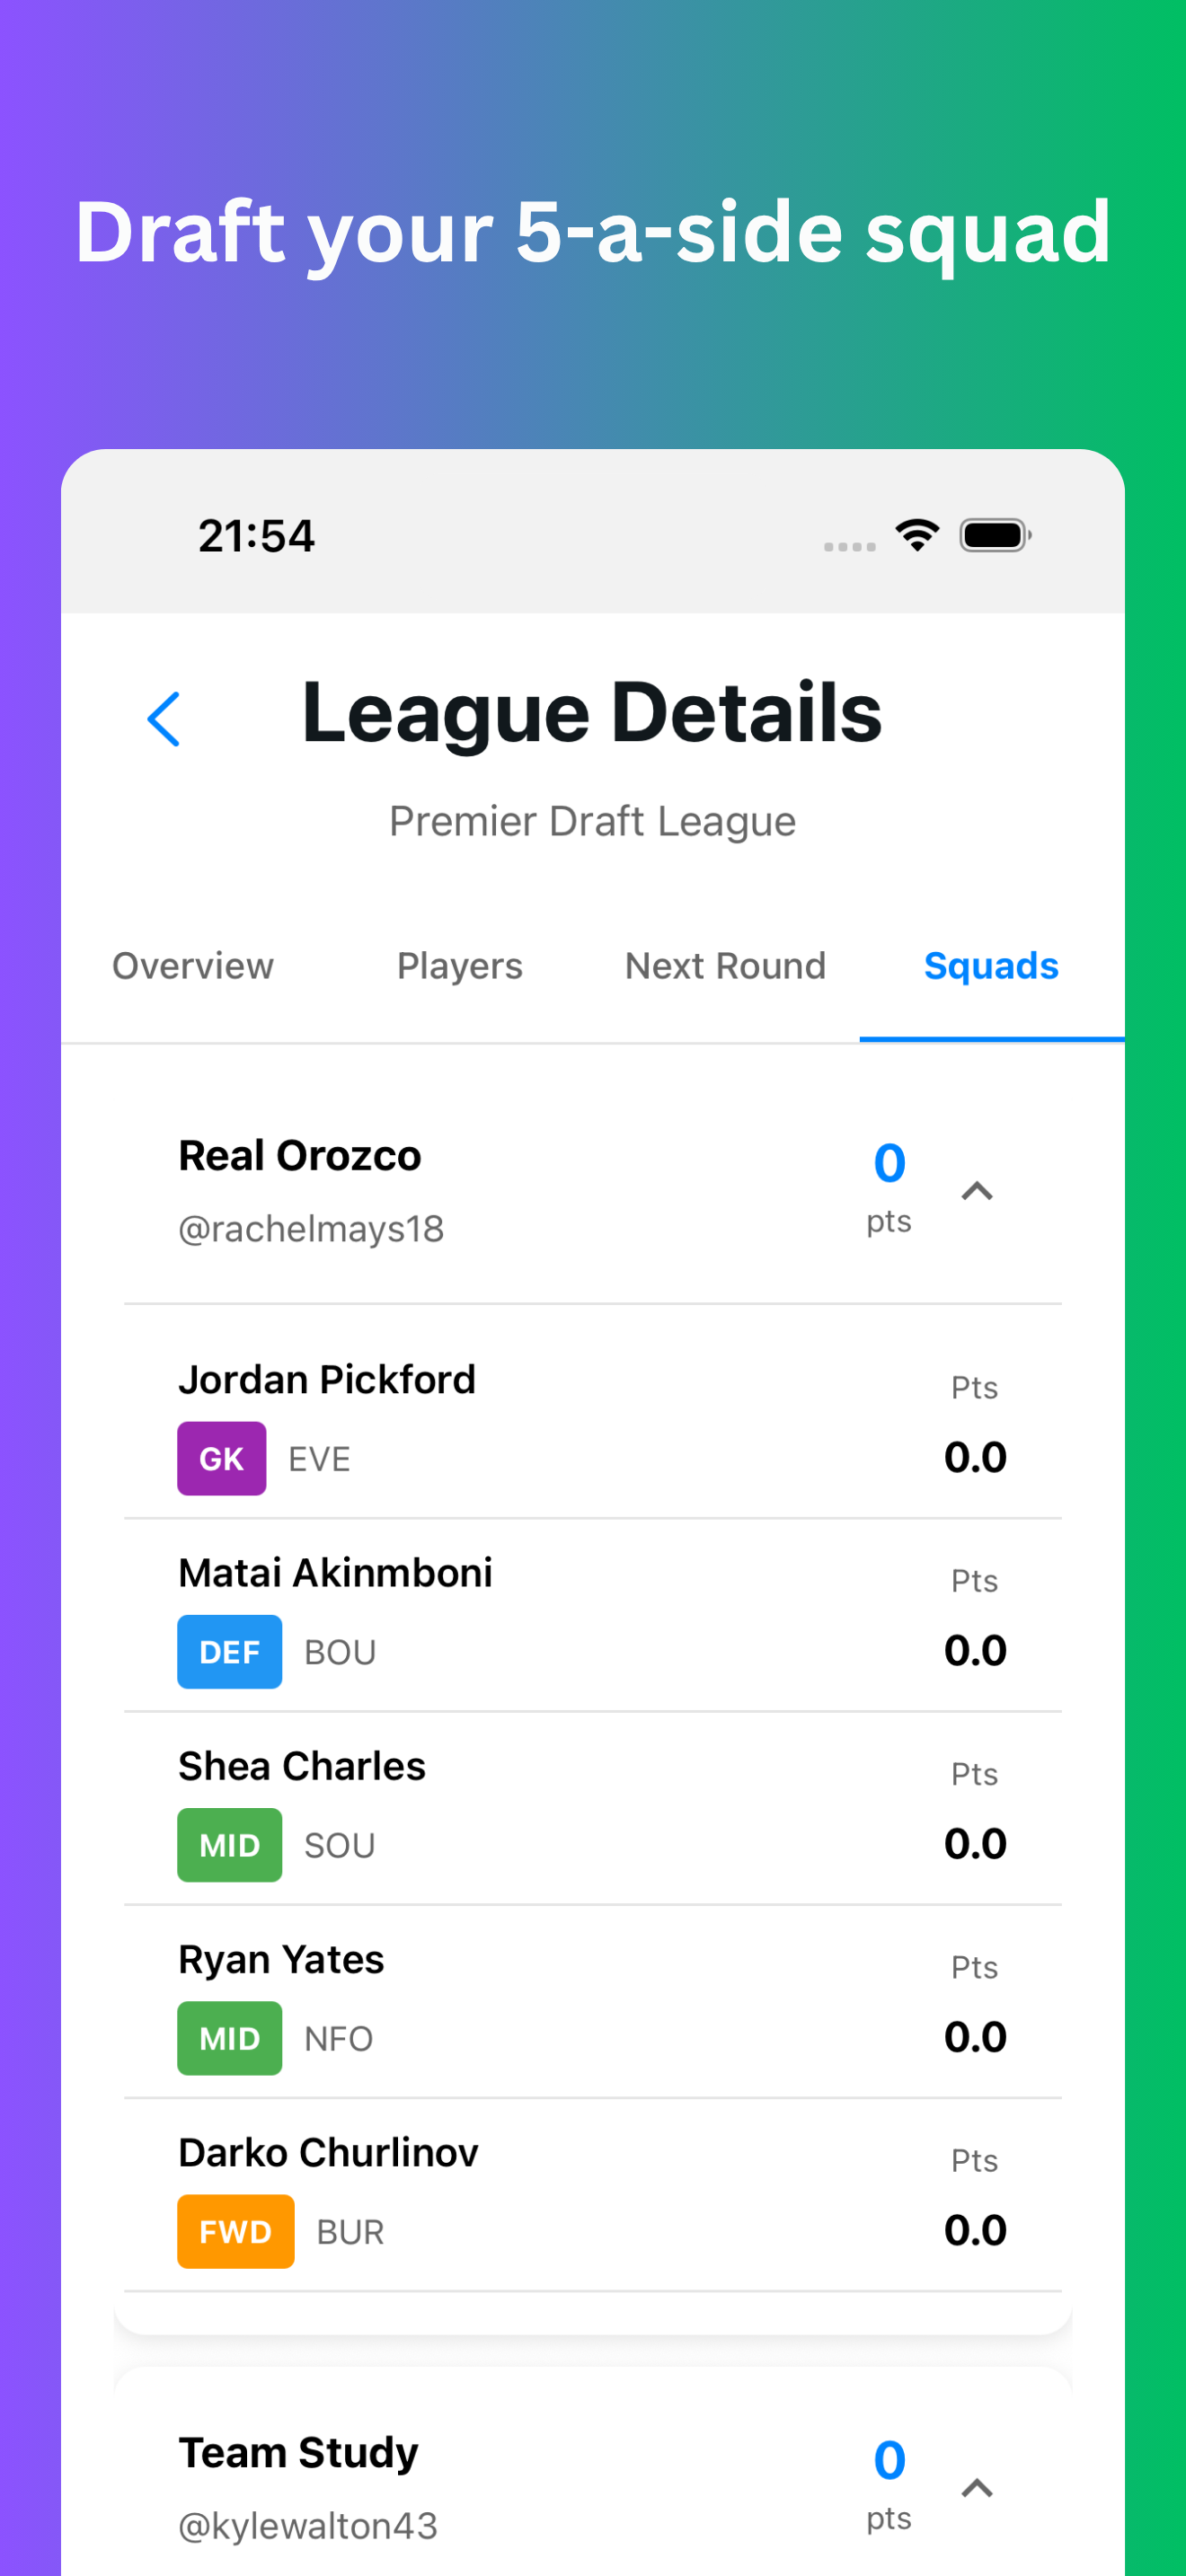 Draft your 5-a-side squad
21:54
League Details
Premier Draft League
Overview Players Next Round Squads
Real Orozco 0
@rachelmays18 pts
Jordan Pickford Pts
GK EVE 0.0
Matai Akinmboni Pts
DEF BOU 0.0
Shea Charles Pts
MID SOU 0.0
Ryan Yates Pts
MID NFO 0.0
Darko Churlinov Pts
FWD BUR 0.0
Team Study 0
@kylewalton43 pts